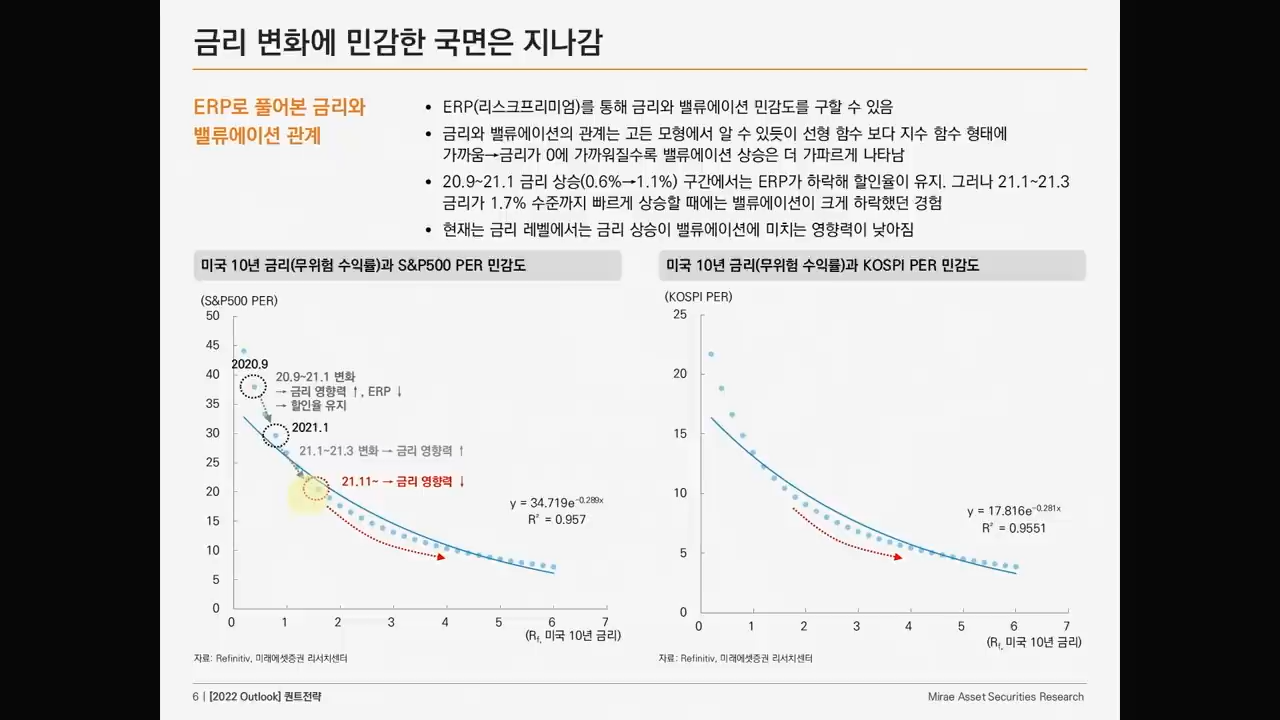 금리 변화에 민감한 국면은 지나감
ERP로 풀어본 금리와
밸류에이션 관계
• ERP(리스크프리미엄)를 통해 금리와 밸류에이션 민감도를 구할 수 있음
• 금리와 밸류에이션의 관계는 고든 모형에서 알 수 있듯이 선형 함수 보다 지수 함수 형태에
가까움→금리가 0에 가까워질수록 밸류에이션 상승은 더 가파르게 나타남
• 20.9~21.1 금리 상승(0.6%→1.1%) 구간에서는 ERP가 하락해 할인율이 유지. 그러나 21.1~21.3
금리가 1.7% 수준까지 빠르게 상승할 때에는 밸류에이션이 크게 하락했던 경험
• 현재는 금리 레벨에서는 금리 상승이 밸류에이션에 미치는 영향력이 낮아짐
미국 10년 금리(무위험 수익률)과 S&P500 PER 민감도
(S&P500 PER)
50
45
40
35
30
25
20
15
10
5
0
2020.9
20.9~21.1 변화
→ 금리 영향력 ↑, ERP ↓
→ 할인율 유지
2021.1
21.1~21.3 변화 → 금리 영향력 ↑
21.11~ → 금리 영향력 ↓
y = 34.719e^-0.289x
R² = 0.957
0 1 2 3 4 5 6 7
(Rf, 미국 10년 금리)
자료: Refinitiv, 미래에셋증권 리서치센터
미국 10년 금리(무위험 수익률)과 KOSPI PER 민감도
(KOSPI PER)
25
20
15
10
5
0
y = 17.816e^-0.281x
R² = 0.9551
0 1 2 3 4 5 6 7
(Rf, 미국 10년 금리)
자료: Refinitiv, 미래에셋증권 리서치센터
6 | [2022 Outlook] 퀀트전략
Mirae Asset Securities Research